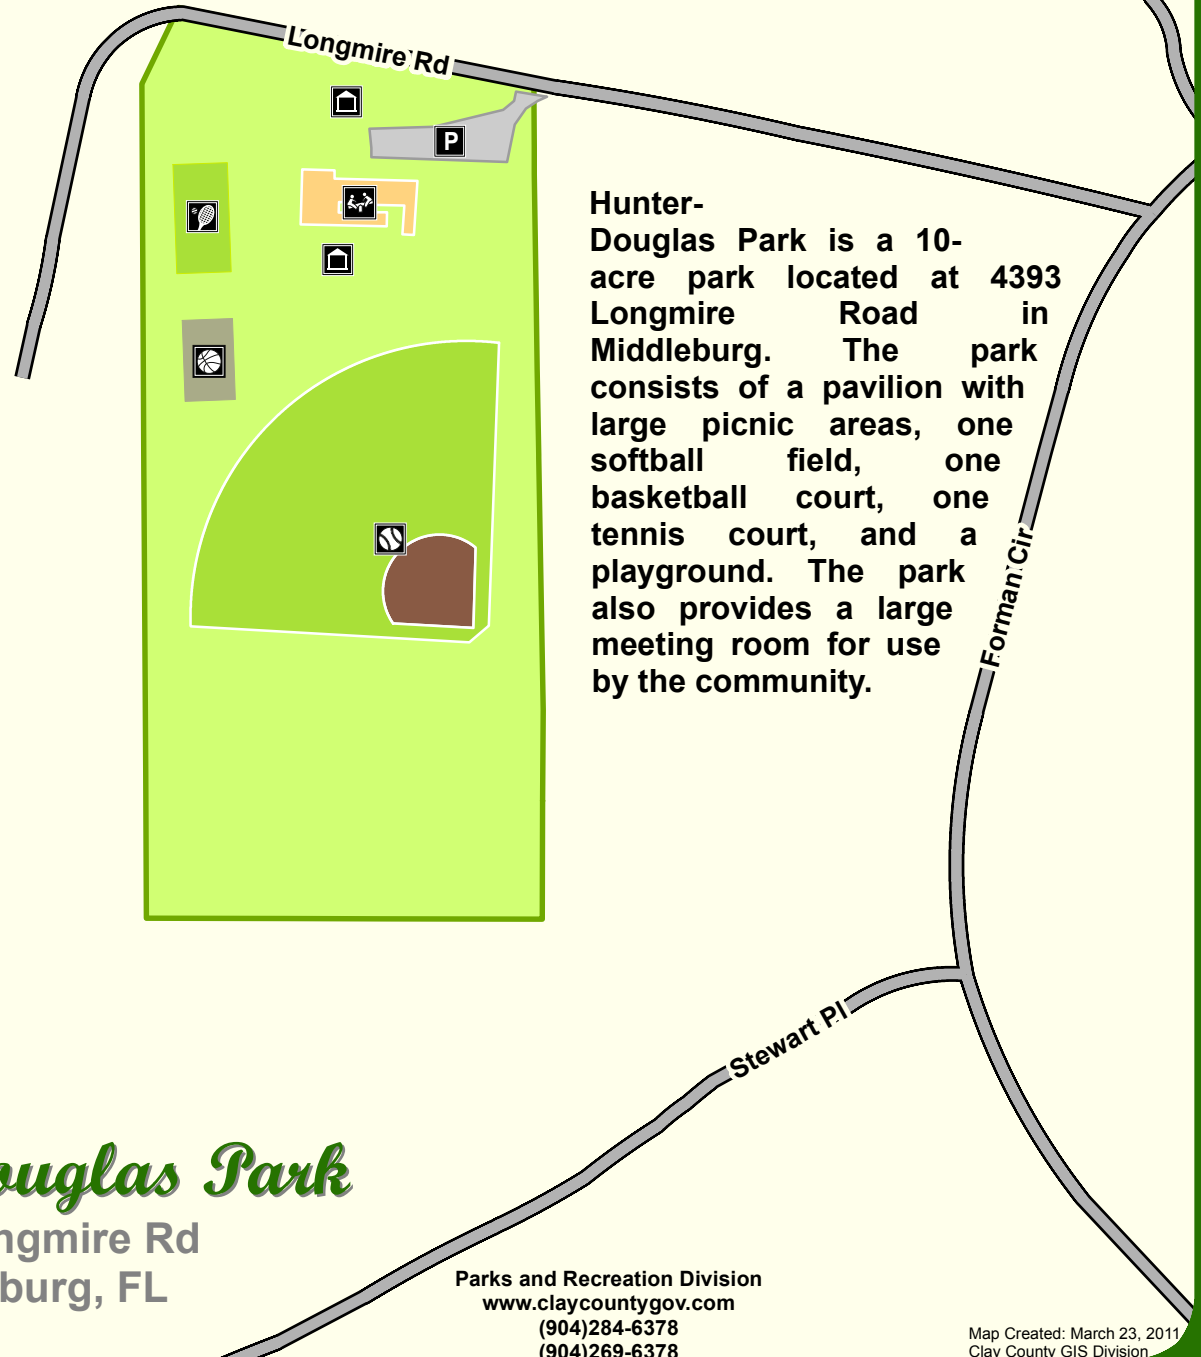 Longmire Rd
P
Hunter-
Douglas Park is a 10-
acre park located at 4393
Longmire Road in
Middleburg. The park
consists of a pavilion with
large picnic areas, one
softball field, one
basketball court, one
tennis court, and a
playground. The park
also provides a large
meeting room for use
by the community.
Forman Cir
Stewart Pl
ouglas Park
ngmire Rd
burg, FL
Parks and Recreation Division
www.claycountygov.com
(904)284-6378
(904)269-6378
Map Created: March 23, 2011
Clay County GIS Division